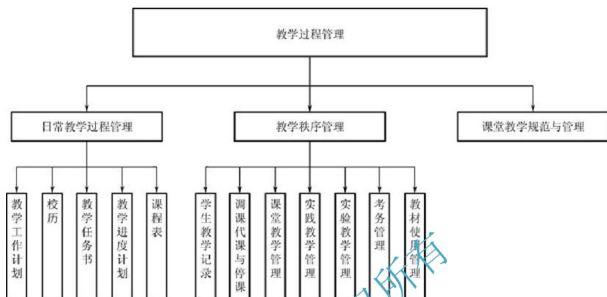 教学过程管理
日常教学过程管理
教学秩序管理
课堂教学规范与管理
教学工作计划
校历
教学任务书
教学进度计划
课程表
学生教学记录
调课代课与停课
课堂教学管理
实践教学管理
实验教学管理
考务管理
教材使用管理
所有